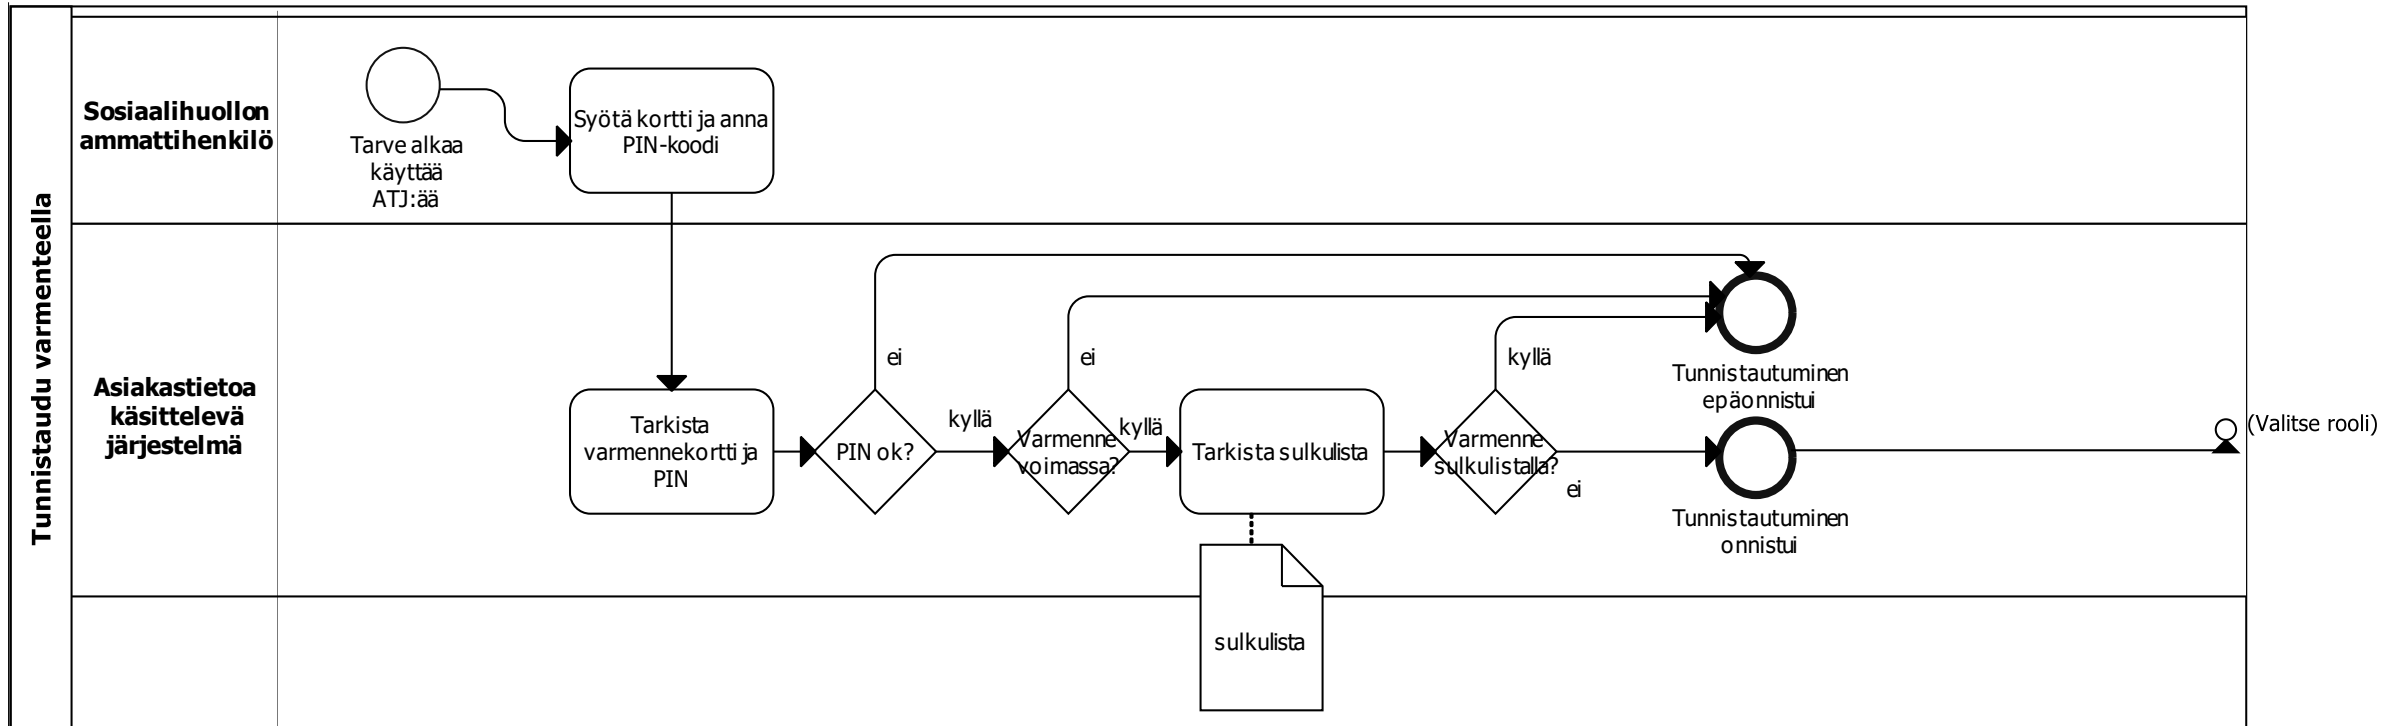 Tunnistaudu varmenteella
Sosiaalihuollon
ammattihenkilö
Tarve alkaa
käyttää
ATJ:ää
Syötä kortti ja anna
PIN-koodi
Asiakastietoa
käsittelevä
järjestelmä
Tarkista
varmennekortti ja
PIN
PIN ok?
ei
kyllä
Varmenne
voimassa?
ei
kyllä
Tarkista sulkulista
Varmenne
sulkulistalla?
kyllä
ei
Tunnistautuminen
epäonnistui
Tunnistautuminen
onnistui
(Valitse rooli)
sulkulista